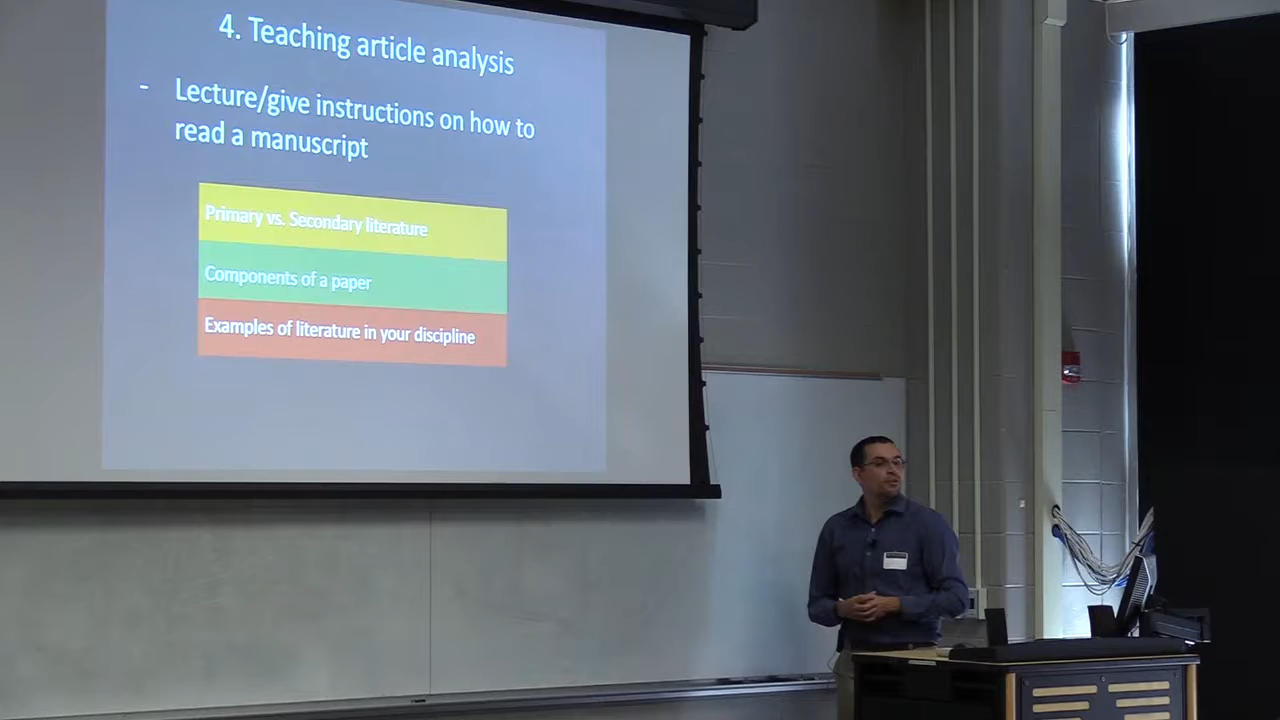 4. Teaching article analysis
- Lecture/give instructions on how to
read a manuscript
Primary vs. Secondary literature
Components of a paper
Examples of literature in your discipline